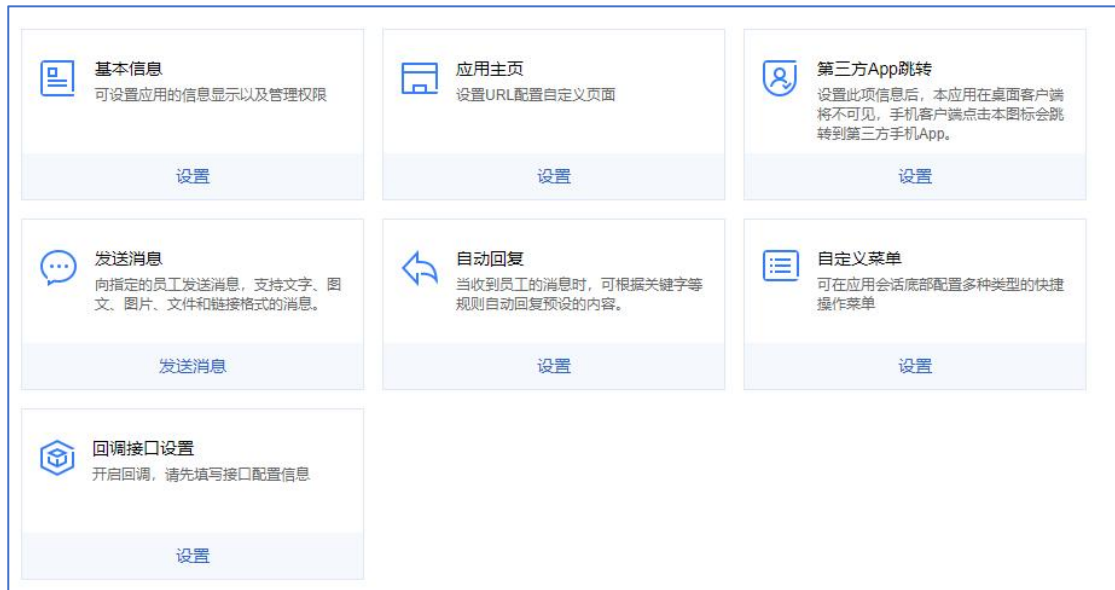 基本信息
可设置应用的信息显示以及管理权限
设置
应用主页
设置URL配置自定义页面
设置
第三方App跳转
设置此项信息后，本应用在桌面客户端
将不可见，手机客户端点击本图标会跳
转到第三方手机App。
设置
发送消息
向指定的员工发送消息，支持文字、图
文、图片、文件和链接格式的消息。
发送消息
自动回复
当收到员工的消息时，可根据关键字等
规则自动回复预设的内容。
设置
自定义菜单
可在应用会话底部配置多种类型的快捷
操作菜单
设置
回调接口设置
开启回调，请先填写接口配置信息
设置